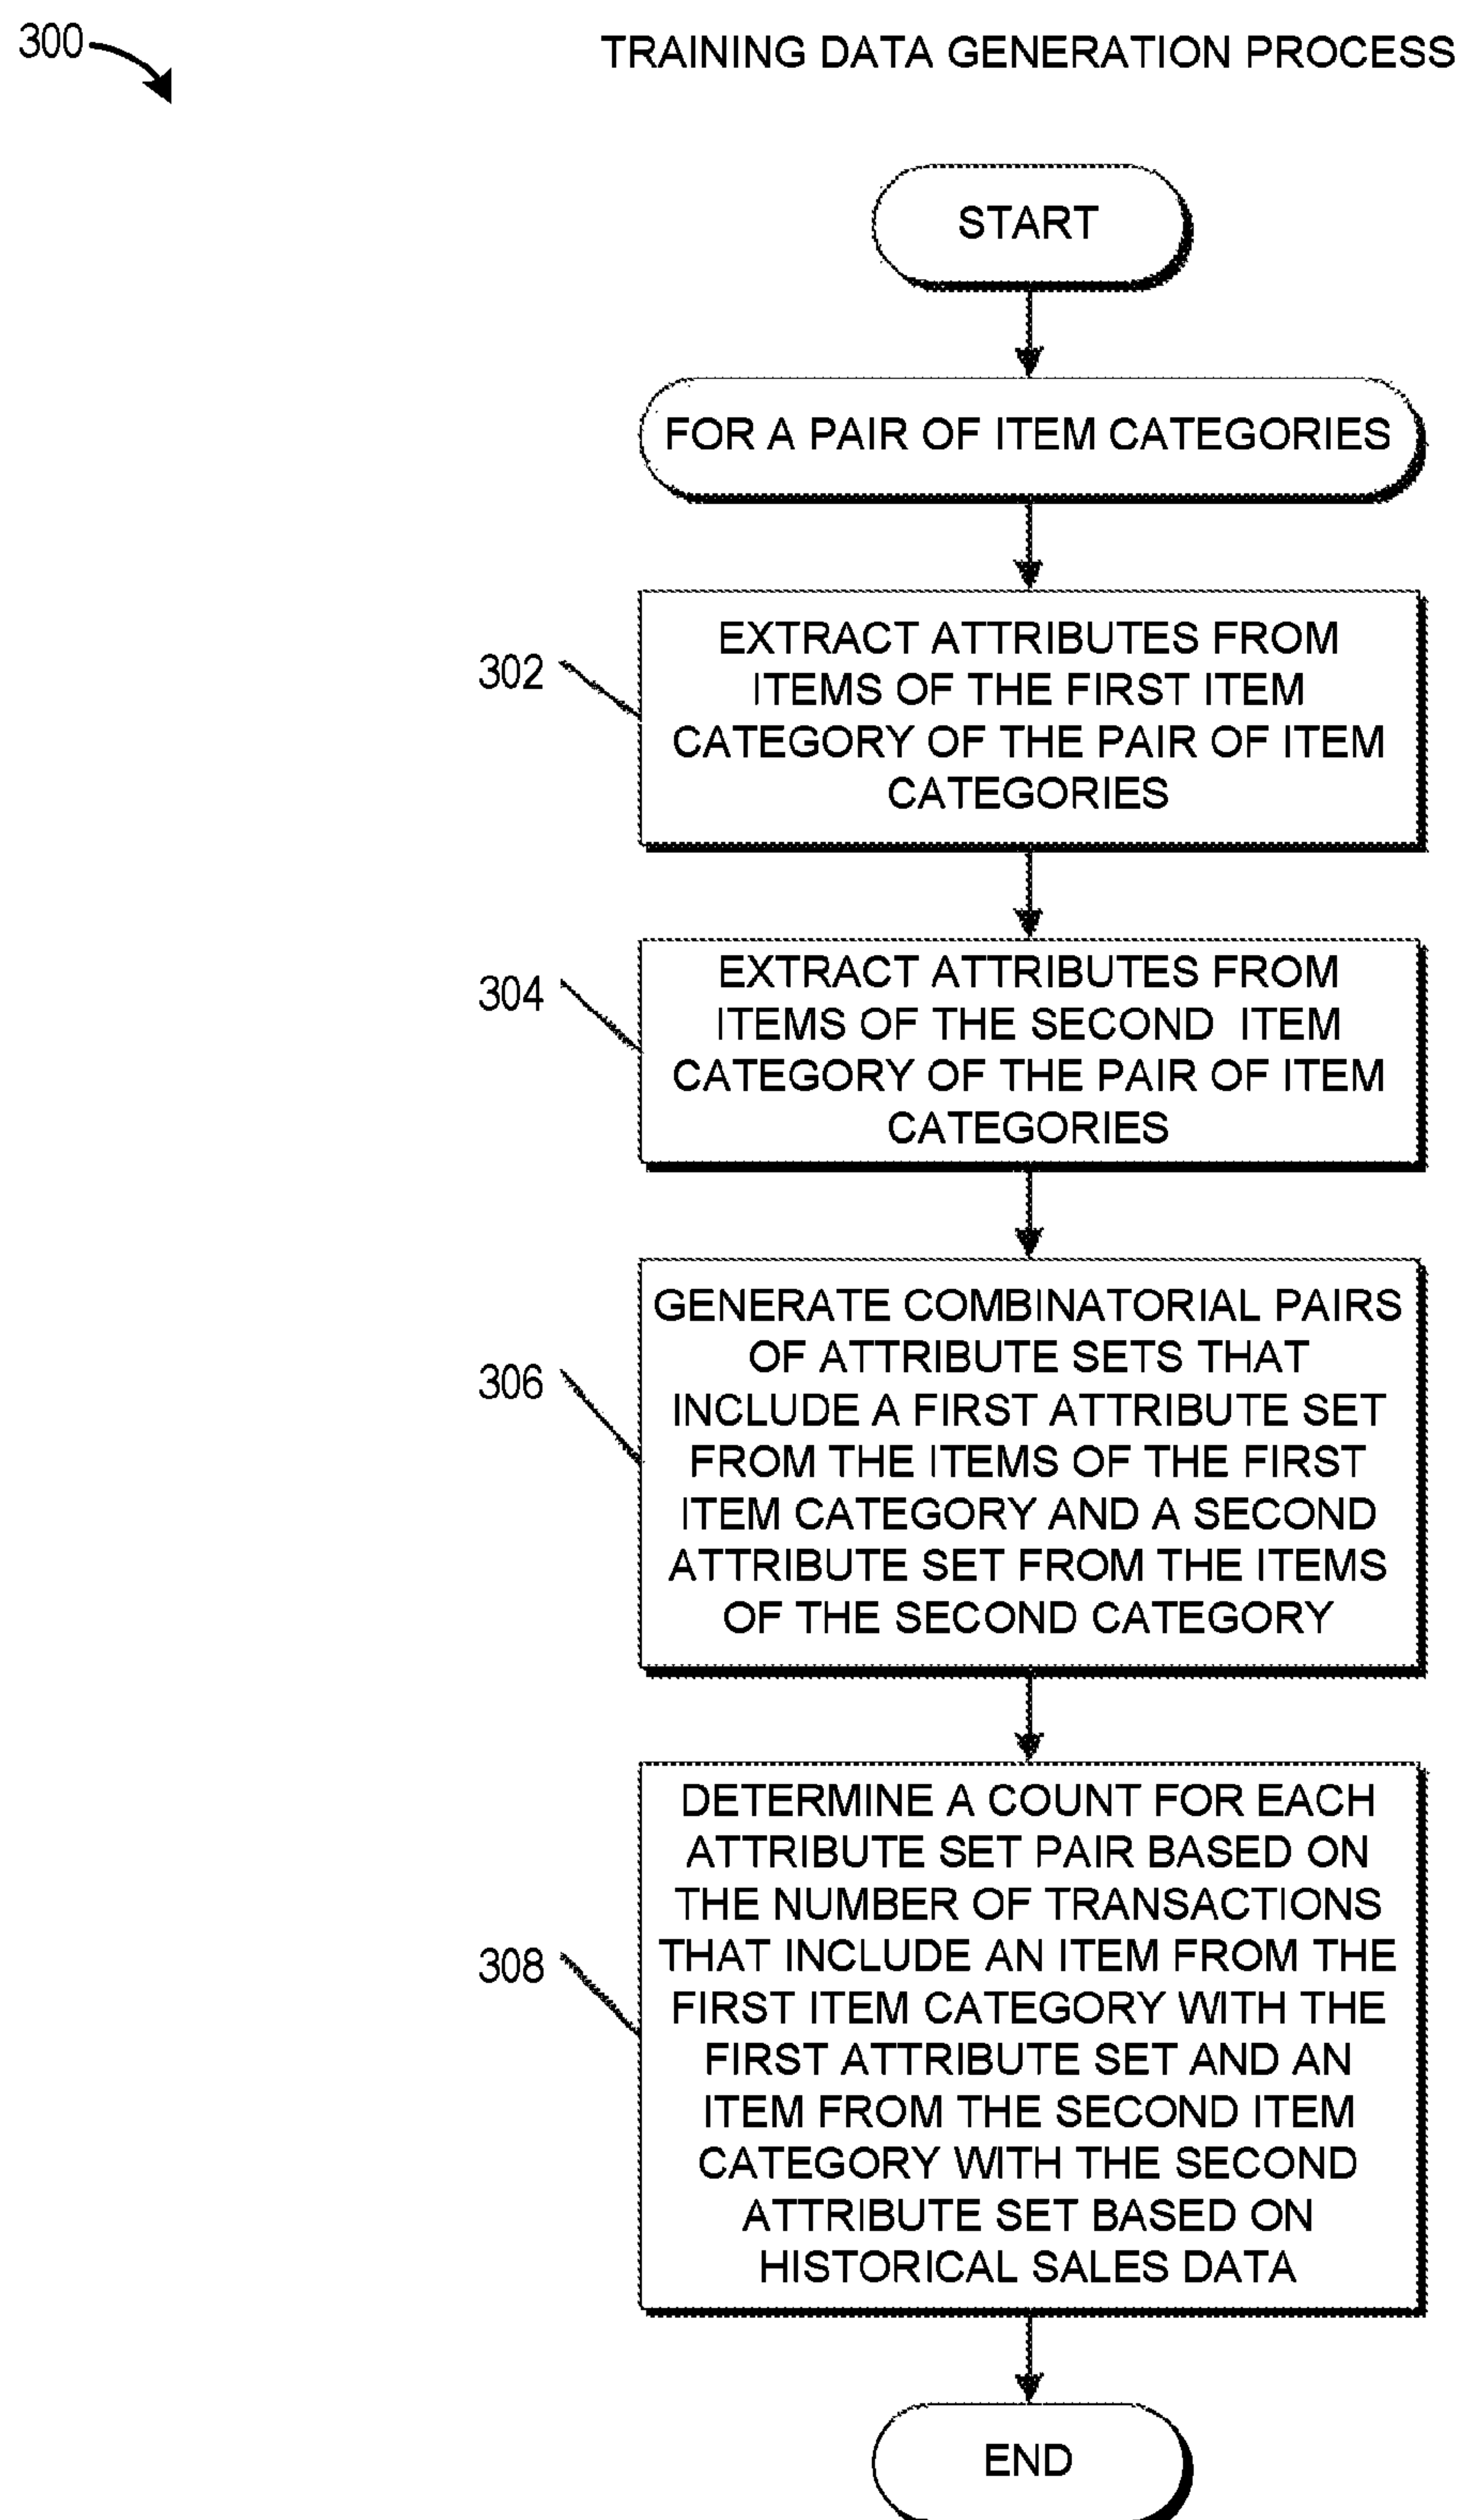 300
TRAINING DATA GENERATION PROCESS
START
FOR A PAIR OF ITEM CATEGORIES
302
EXTRACT ATTRIBUTES FROM
ITEMS OF THE FIRST ITEM
CATEGORY OF THE PAIR OF ITEM
CATEGORIES
304
EXTRACT ATTRIBUTES FROM
ITEMS OF THE SECOND ITEM
CATEGORY OF THE PAIR OF ITEM
CATEGORIES
306
GENERATE COMBINATORIAL PAIRS
OF ATTRIBUTE SETS THAT
INCLUDE A FIRST ATTRIBUTE SET
FROM THE ITEMS OF THE FIRST
ITEM CATEGORY AND A SECOND
ATTRIBUTE SET FROM THE ITEMS
OF THE SECOND CATEGORY
308
DETERMINE A COUNT FOR EACH
ATTRIBUTE SET PAIR BASED ON
THE NUMBER OF TRANSACTIONS
THAT INCLUDE AN ITEM FROM THE
FIRST ITEM CATEGORY WITH THE
FIRST ATTRIBUTE SET AND AN
ITEM FROM THE SECOND ITEM
CATEGORY WITH THE SECOND
ATTRIBUTE SET BASED ON
HISTORICAL SALES DATA
END